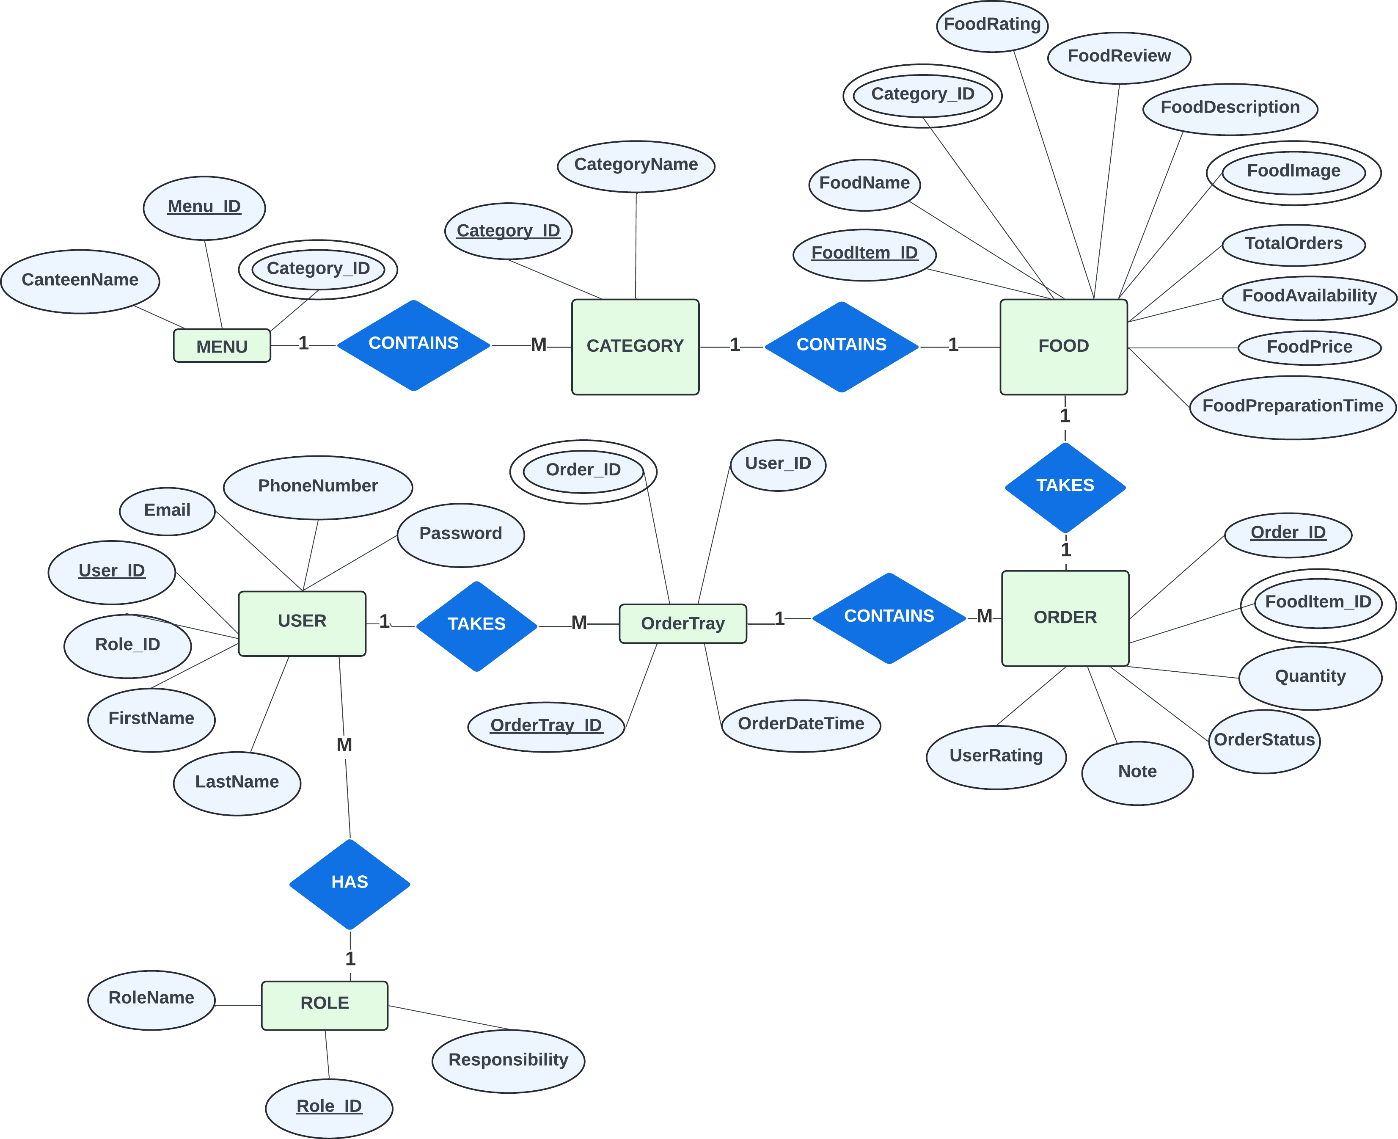 FoodRating
FoodReview
Category_ID
FoodDescription
CategoryName
FoodImage
FoodName
Menu_ID
Category_ID
FoodItem_ID
TotalOrders
Category_ID
CanteenName
FoodAvailability
MENU
1
CONTAINS
M
CATEGORY
1
CONTAINS
1
FOOD
FoodPrice
FoodPreparationTime
1
Order_ID
User_ID
PhoneNumber
TAKES
Email
Password
Order_ID
1
User_ID
FoodItem_ID
USER
1
TAKES
M
OrderTray
1
CONTAINS
M
ORDER
Role_ID
Quantity
FirstName
OrderTray_ID
OrderDateTime
OrderStatus
M
UserRating
Note
LastName
HAS
1
RoleName
ROLE
Responsibility
Role_ID